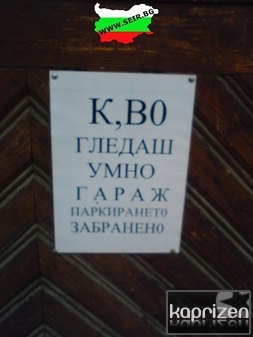 WWW.SEIR.BG
К,В0
ГЛЕДАШ
УМНО
ГАРАЖ
ПАРКИРАНЕТ0
ЗАБРАНЕН0
kaprizen